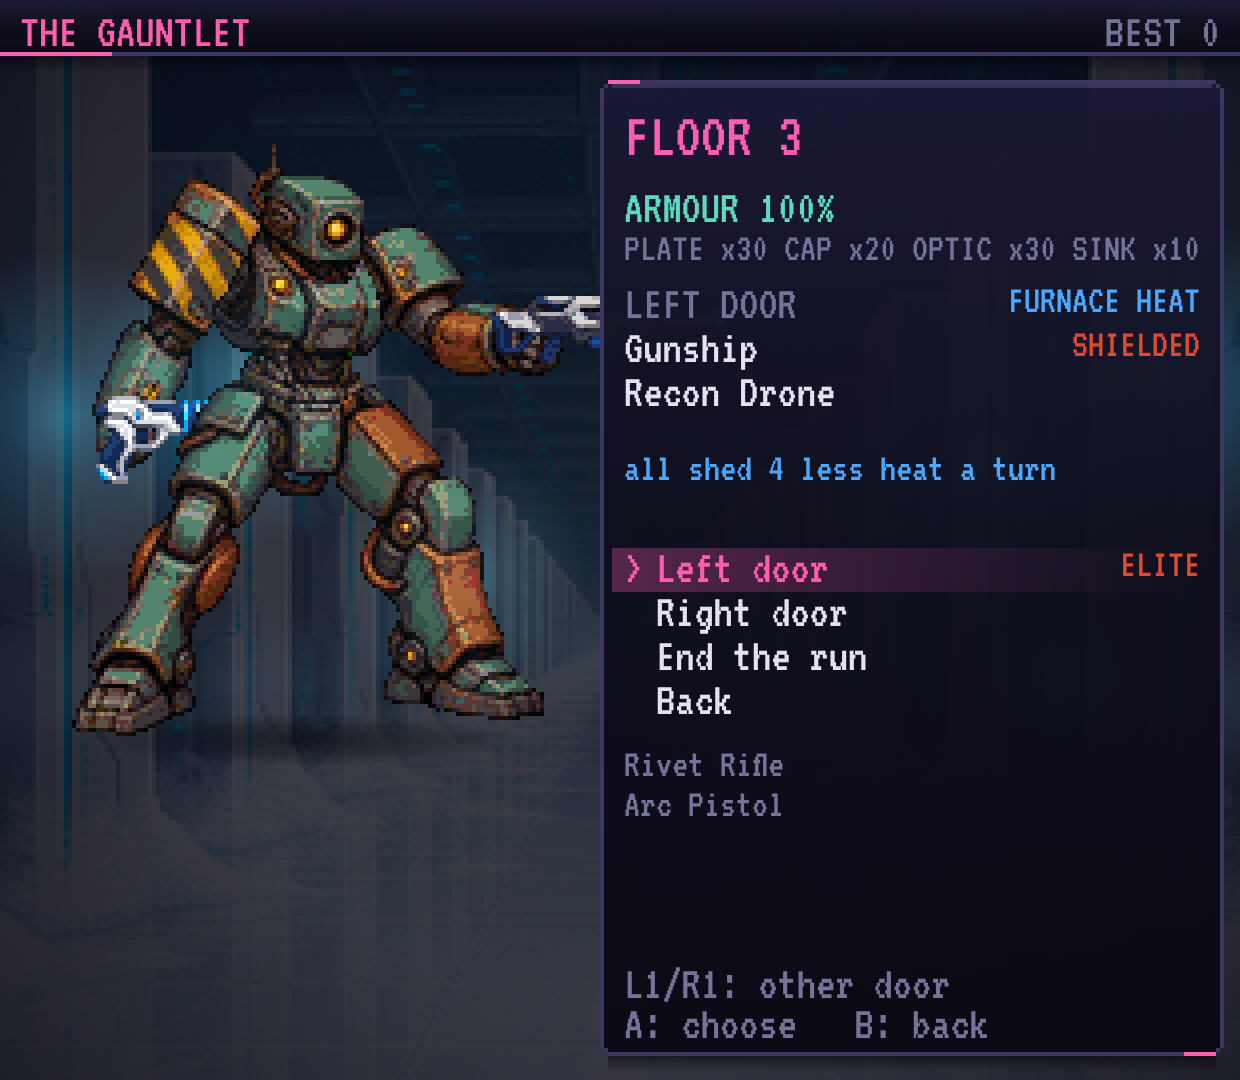 THE GAUNTLET
BEST 0
FLOOR 3
ARMOUR 100%
PLATE x30 CAP x20 OPTIC x30 SINK x10
LEFT DOOR FURNACE HEAT
Gunship SHIELDED
Recon Drone
all shed 4 less heat a turn
> Left door ELITE
Right door
End the run
Back
Rivet Rifle
Arc Pistol
L1/R1: other door
A: choose B: back